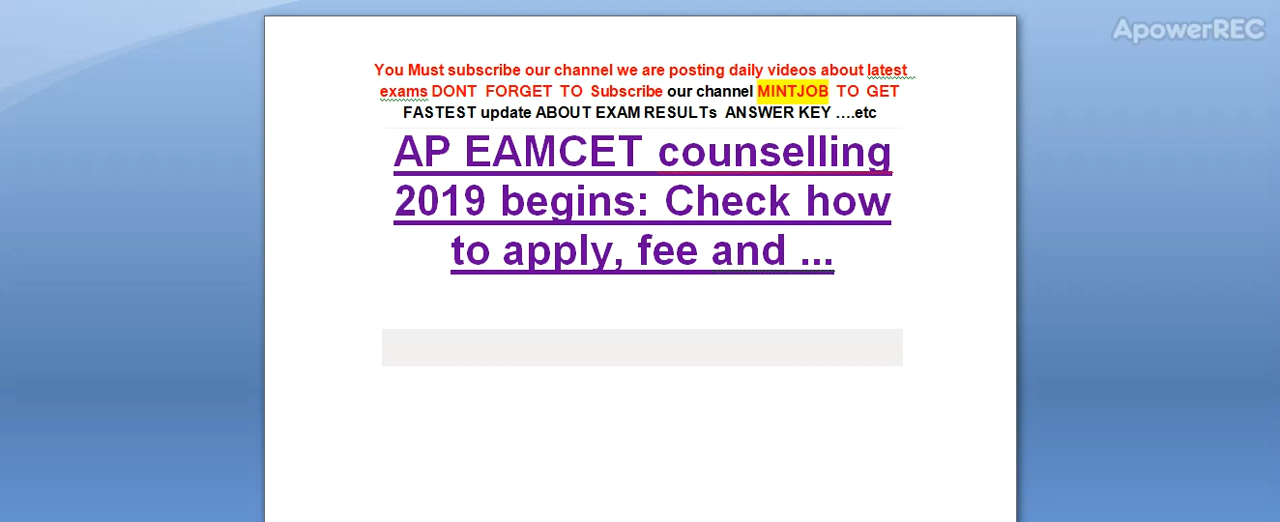 ApowerREC
You Must subscribe our channel we are posting daily videos about latest
exams DONT FORGET TO Subscribe our channel MINTJOB TO GET
FASTEST update ABOUT EXAM RESULTs ANSWER KEY ….etc
AP EAMCET counselling
2019 begins: Check how
to apply, fee and ...